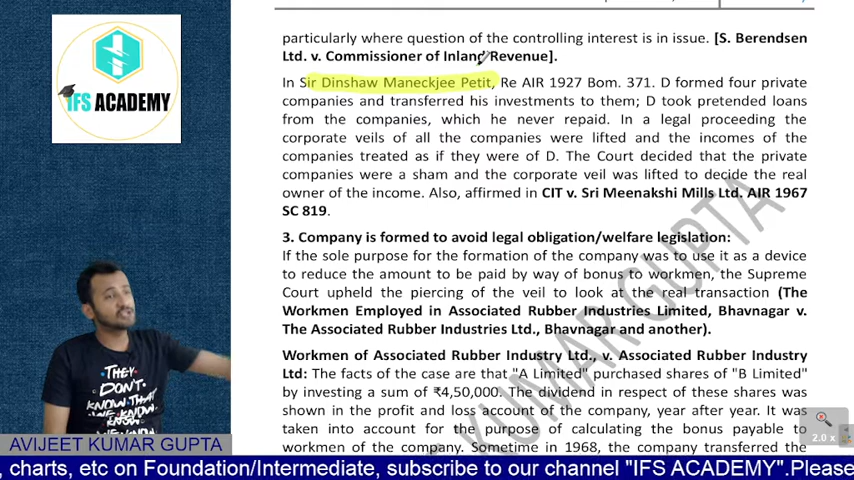 particularly where question of the controlling interest is in issue. [S. Berendsen
Ltd. v. Commissioner of Inland Revenue].
In Sir Dinshaw Maneckjee Petit, Re AIR 1927 Bom. 371. D formed four private
companies and transferred his investments to them; D took pretended loans
from the companies, which he never repaid. In a legal proceeding the
corporate veils of all the companies were lifted and the incomes of the
companies treated as if they were of D. The Court decided that the private
companies were a sham and the corporate veil was lifted to decide the real
owner of the income. Also, affirmed in CIT v. Sri Meenakshi Mills Ltd. AIR 1967
SC 819.
3. Company is formed to avoid legal obligation/welfare legislation:
If the sole purpose for the formation of the company was to use it as a device
to reduce the amount to be paid by way of bonus to workmen, the Supreme
Court upheld the piercing of the veil to look at the real transaction (The
Workmen Employed in Associated Rubber Industries Limited, Bhavnagar v.
The Associated Rubber Industries Ltd., Bhavnagar and another).
Workmen of Associated Rubber Industry Ltd., v. Associated Rubber Industry
Ltd: The facts of the case are that "A Limited" purchased shares of "B Limited"
by investing a sum of ₹4,50,000. The dividend in respect of these shares was
shown in the profit and loss account of the company, year after year. It was
taken into account for the purpose of calculating the bonus payable to
workmen of the company. Sometime in 1968, the company transferred the
KUMAR GUPTA
IFS ACADEMY
THEY
DON'T
KNOW THAT
WE KNOW
AVIJEET KUMAR GUPTA
2.0 x
, charts, etc on Foundation/Intermediate, subscribe to our channel "IFS ACADEMY".Please